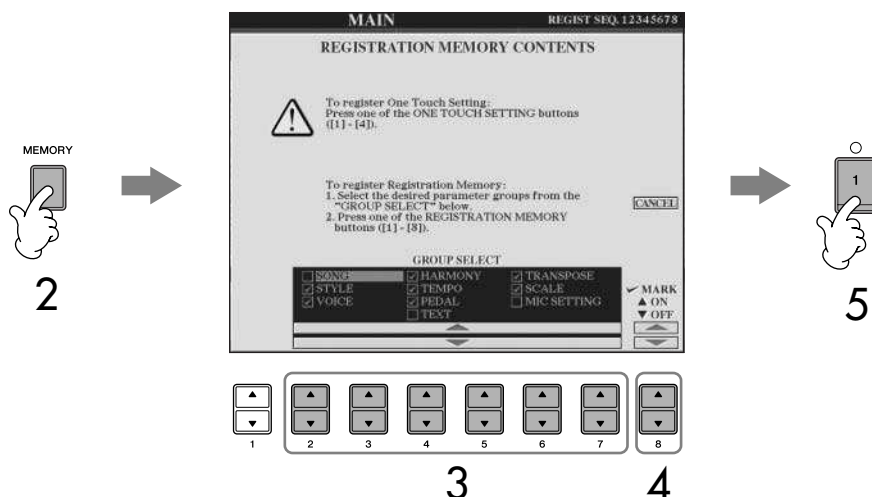 MAIN
REGIST SEQ. 12345678
REGISTRATION MEMORY CONTENTS
To register One Touch Setting:
Press one of the ONE TOUCH SETTING buttons
([1] - [4]).
MEMORY
2
To register Registration Memory:
1. Select the desired parameter groups from the
"GROUP SELECT" below.
2. Press one of the REGISTRATION MEMORY
buttons ([1] - [8]).
CANCEL
GROUP SELECT
SONG HARMONY TRANSPOSE
STYLE TEMPO SCALE
VOICE PEDAL MIC SETTING
TEXT
MARK
▲ ON
▼ OFF
1
5
1 2 3 4 5 6 7 8
3 4